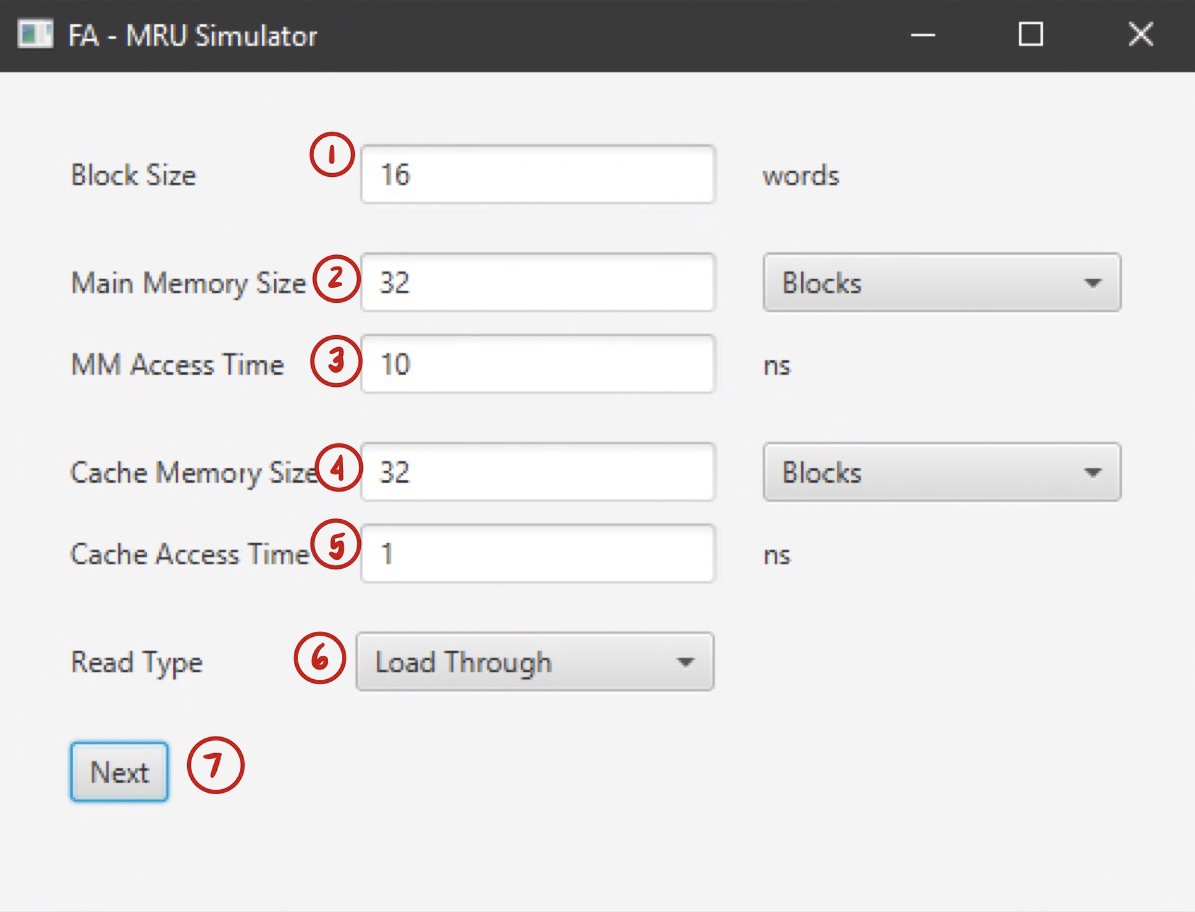 FA - MRU Simulator
Block Size ① 16 words
Main Memory Size ② 32 Blocks
MM Access Time ③ 10 ns
Cache Memory Size ④ 32 Blocks
Cache Access Time ⑤ 1 ns
Read Type ⑥ Load Through
Next ⑦